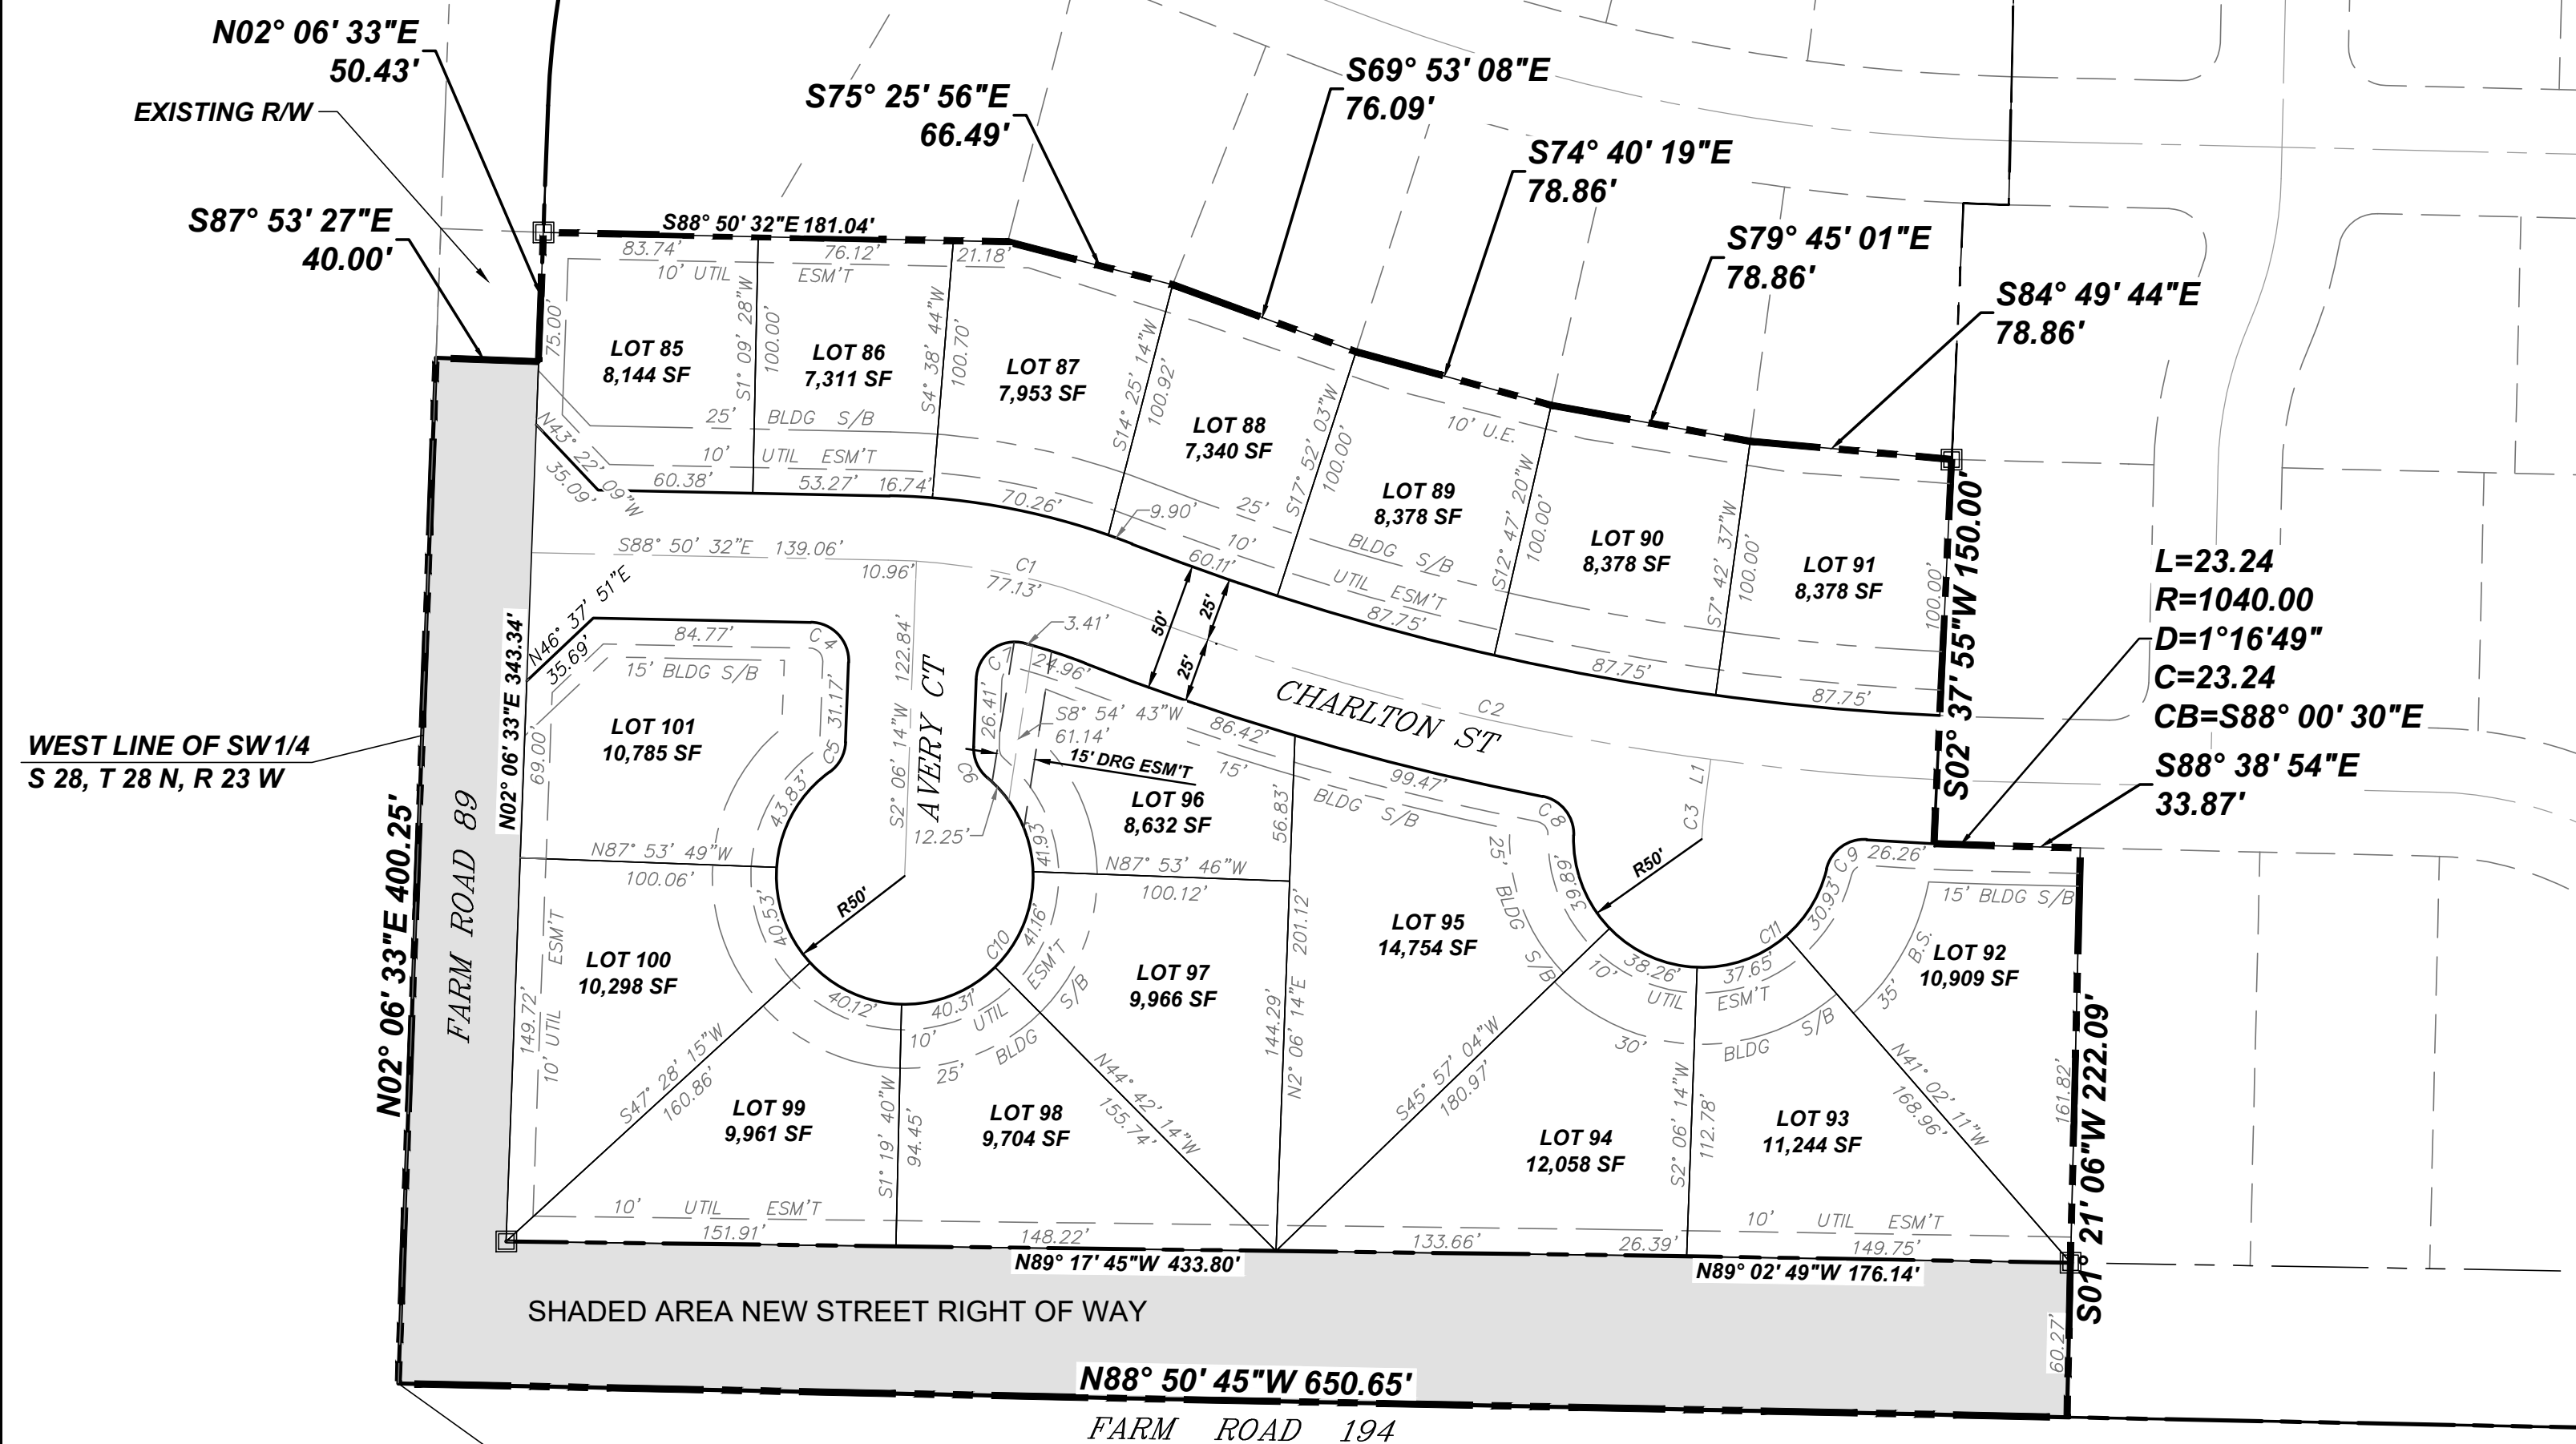 N02° 06' 33"E
50.43'
EXISTING R/W
S87° 53' 27"E
40.00'
S75° 25' 56"E
66.49'
S69° 53' 08"E
76.09'
S74° 40' 19"E
78.86'
S79° 45' 01"E
78.86'
S84° 49' 44"E
78.86'
S88° 50' 32"E 181.04'
83.74'
76.12'
21.18'
10' UTIL ESM'T
75.00'
LOT 85
8,144 SF
S1° 09' 28"W
100.00'
LOT 86
7,311 SF
S4° 38' 44"W
100.70'
LOT 87
7,953 SF
S14° 25' 14"W
100.92'
LOT 88
7,340 SF
S17° 52' 03"W
100.00'
10' U.E.
LOT 89
8,378 SF
S12° 47' 20"W
100.00'
LOT 90
8,378 SF
S7° 42' 37"W
100.00'
LOT 91
8,378 SF
100.00'
S02° 37' 55"W 150.00'
25' BLDG S/B
10' UTIL ESM'T
N43° 22' 09"W
35.09'
60.38'
53.27'
16.74'
70.26'
9.90'
25'
BLDG S/B
10'
UTIL ESM'T
60.11'
87.75'
87.75'
87.75'
L=23.24
R=1040.00
D=1°16'49"
C=23.24
CB=S88° 00' 30"E
S88° 38' 54"E
33.87'
S88° 50' 32"E 139.06'
10.96'
C1
77.13'
3.41'
50'
25'
25'
CHARLTON ST
C2
N46° 37' 51"E
35.69'
84.77'
C4
15' BLDG S/B
31.17'
C5
LOT 101
10,785 SF
69.00'
43.83'
N02° 06' 33"E 343.34'
S2° 06' 14"W 122.84'
AVERY CT
C7
24.96'
26.41'
S8° 54' 43"W
61.14'
15' DRG ESM'T
C6
12.25'
41.93'
LOT 96
8,632 SF
56.83'
86.42'
15'
BLDG S/B
99.47'
C8
C3 L1
R50'
C9
26.26'
15' BLDG S/B
WEST LINE OF SW1/4
S 28, T 28 N, R 23 W
FARM ROAD 89
N02° 06' 33"E 400.25'
N87° 53' 49"W
100.06'
N87° 53' 46"W
100.12'
R50'
40.53'
C10
41.16'
LOT 100
10,298 SF
149.72'
10' UTIL ESM'T
40.12'
40.31'
10'
UTIL
ESM'T
25'
BLDG
S/B
LOT 97
9,966 SF
N2° 06' 14"E 201.12'
144.29'
LOT 95
14,754 SF
39.89'
25' BLDG S/B
10'
UTIL
ESM'T
38.26'
37.65'
C11
30.93'
35' B.S.
LOT 92
10,909 SF
30'
BLDG
S/B
S47° 28' 15"W
160.86'
LOT 99
9,961 SF
S1° 19' 40"W
94.45'
LOT 98
9,704 SF
N44° 42' 14"W
155.74'
S45° 57' 04"W
180.97'
LOT 94
12,058 SF
S2° 06' 14"W
112.78'
LOT 93
11,244 SF
N41° 02' 11"W
168.96'
161.82'
S01° 21' 06"W 222.09'
10' UTIL ESM'T
151.91'
148.22'
133.66'
26.39'
10' UTIL ESM'T
149.75'
N89° 17' 45"W 433.80'
N89° 02' 49"W 176.14'
SHADED AREA NEW STREET RIGHT OF WAY
60.27'
N88° 50' 45"W 650.65'
FARM ROAD 194